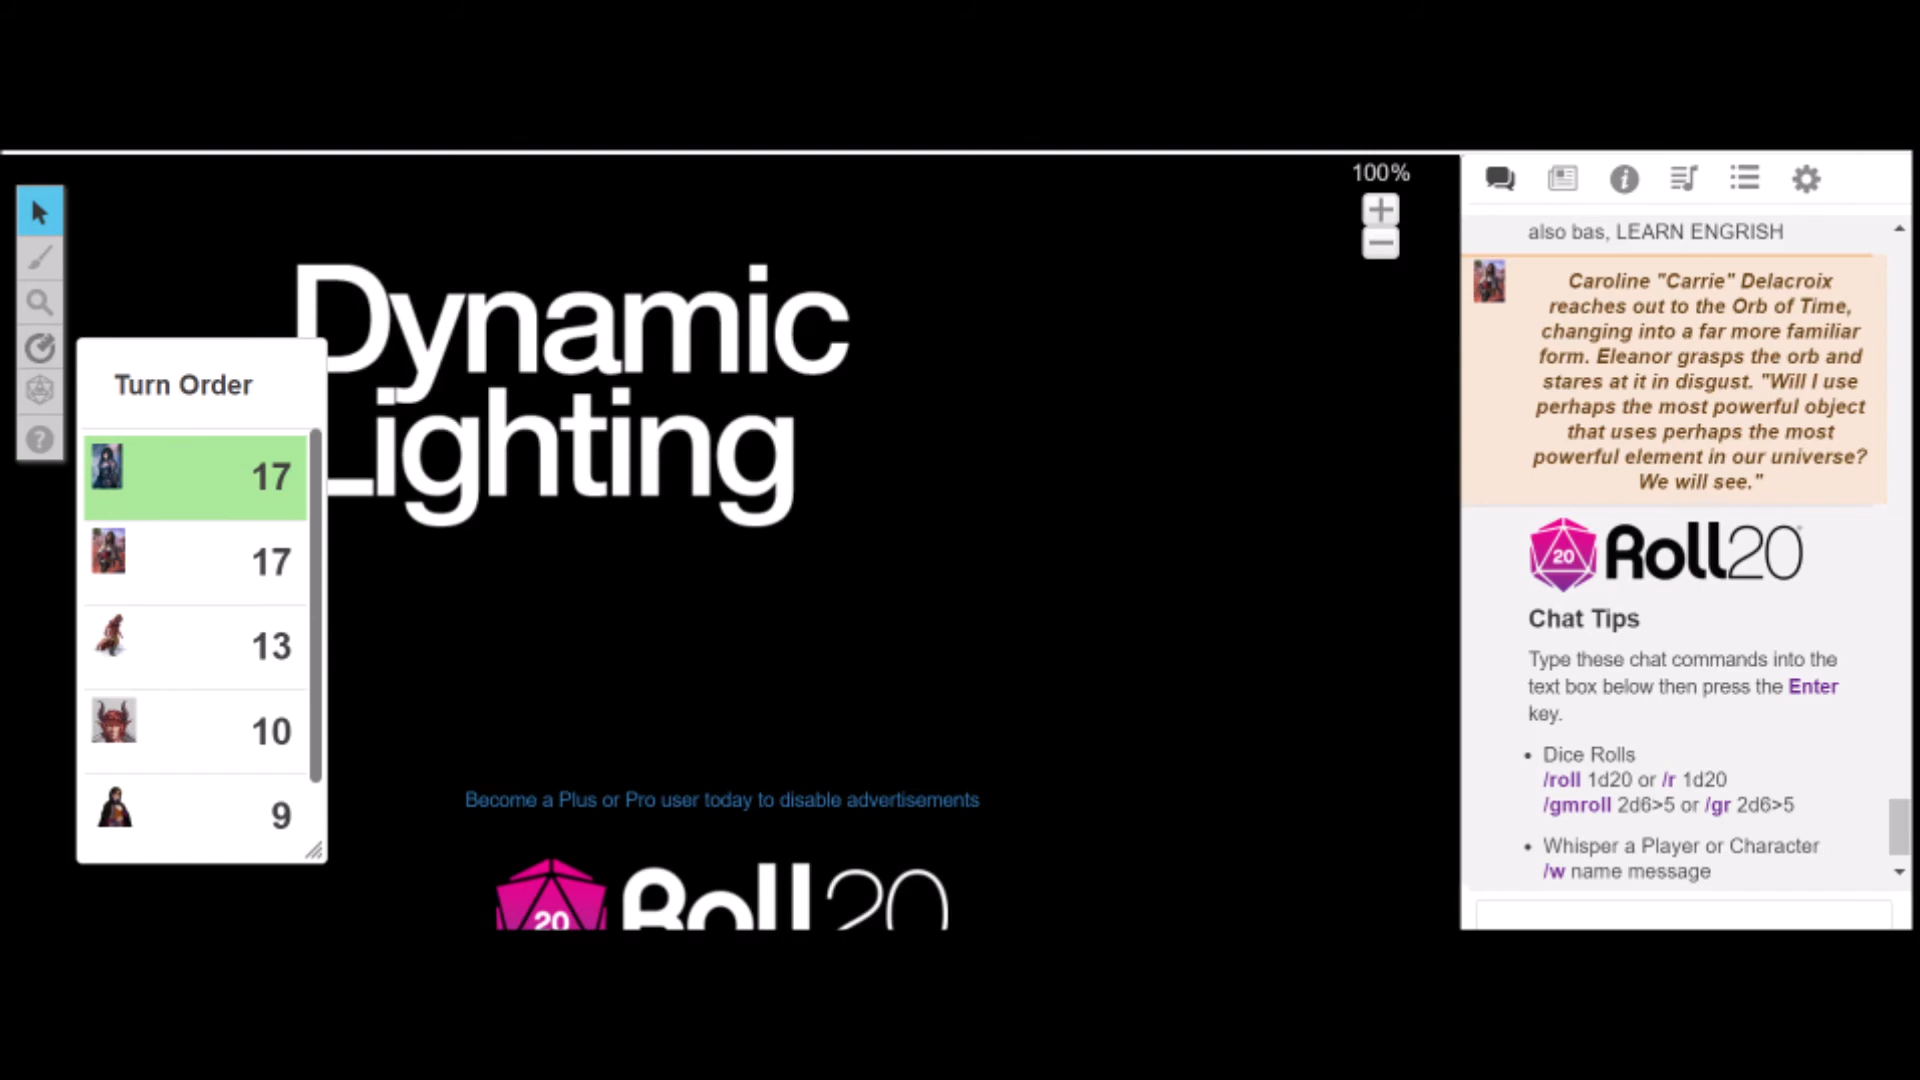 100%
Dynamic
Lighting
Turn Order
17
17
13
10
9
Become a Plus or Pro user today to disable advertisements
20 Roll20
also bas, LEARN ENGRISH
Caroline "Carrie" Delacroix
reaches out to the Orb of Time,
changing into a far more familiar
form. Eleanor grasps the orb and
stares at it in disgust. "Will I use
perhaps the most powerful object
that uses perhaps the most
powerful element in our universe?
We will see."
20 Roll20
Chat Tips
Type these chat commands into the
text box below then press the Enter
key.
• Dice Rolls
/roll 1d20 or /r 1d20
/gmroll 2d6>5 or /gr 2d6>5
• Whisper a Player or Character
/w name message